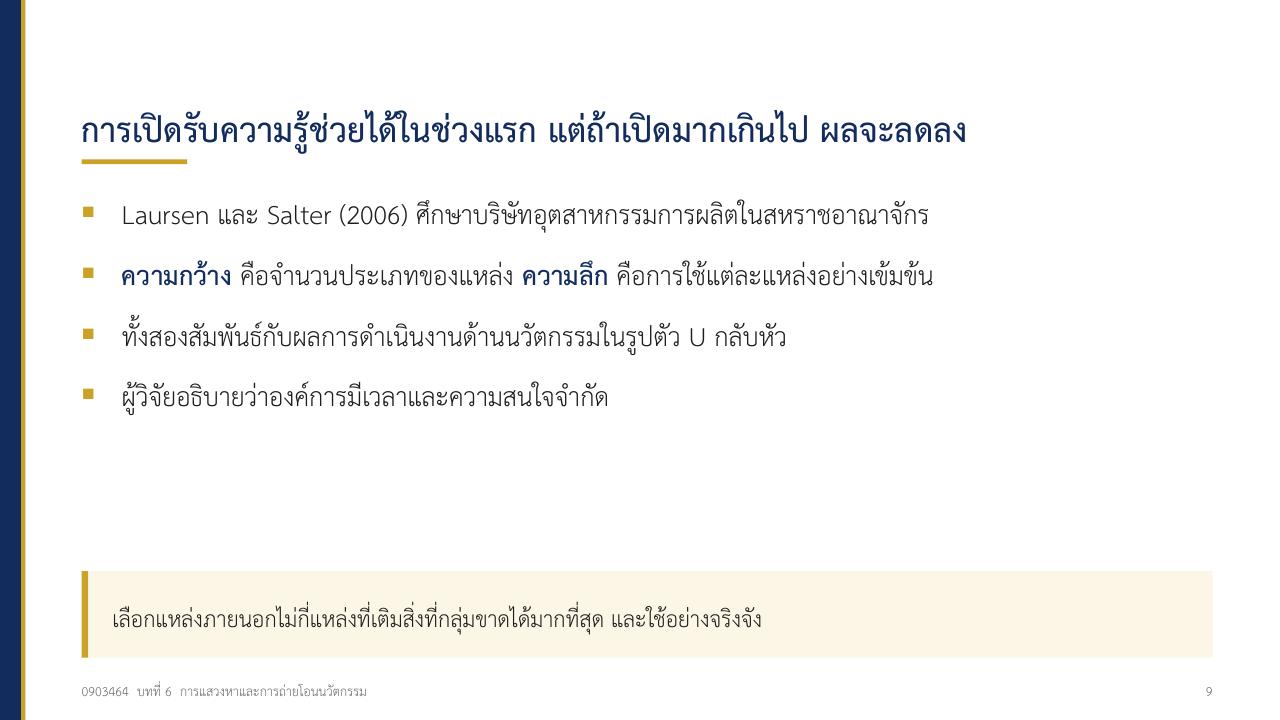 การเปิดรับความรู้ช่วยได้ในช่วงแรก แต่ถ้าเปิดมากเกินไป ผลจะลดลง
Laursen และ Salter (2006) ศึกษาบริษัทอุตสาหกรรมการผลิตในสหราชอาณาจักร
ความกว้าง คือจำนวนประเภทของแหล่ง ความลึก คือการใช้แต่ละแหล่งอย่างเข้มข้น
ทั้งสองสัมพันธ์กับผลการดำเนินงานด้านนวัตกรรมในรูปตัว U กลับหัว
ผู้วิจัยอธิบายว่าองค์การมีเวลาและความสนใจจำกัด
เลือกแหล่งภายนอกไม่กี่แหล่งที่เติมสิ่งที่กลุ่มขาดได้มากที่สุด และใช้อย่างจริงจัง
0903464 บทที่ 6 การแสวงหาและการถ่ายโอนนวัตกรรม
9